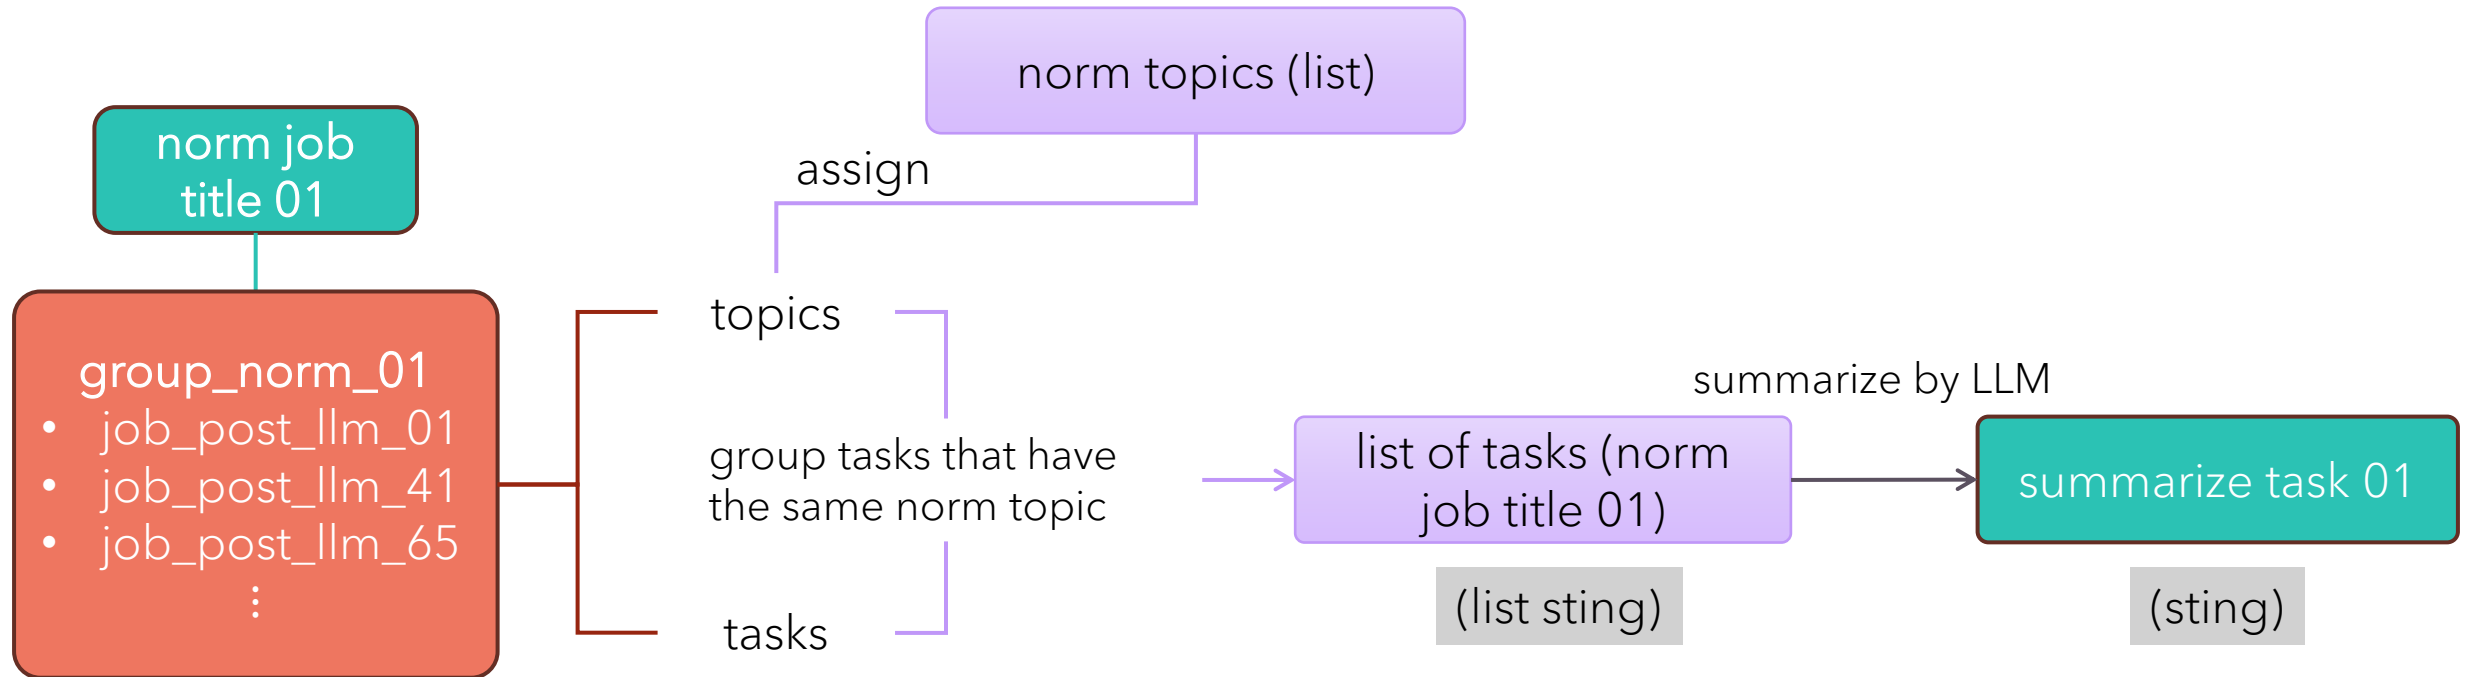 norm topics (list)
assign
norm job
title 01
group_norm_01
• job_post_llm_01
• job_post_llm_41
• job_post_llm_65
⋮
topics
group tasks that have
the same norm topic
tasks
list of tasks (norm
job title 01)
(list sting)
summarize by LLM
summarize task 01
(sting)